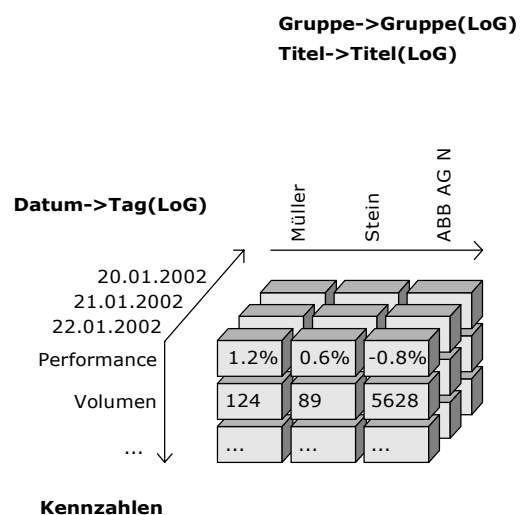 Gruppe->Gruppe(LoG)
Titel->Titel(LoG)
Müller
Stein
ABB AG N
Datum->Tag(LoG)
20.01.2002
21.01.2002
22.01.2002
Performance 1.2% 0.6% -0.8%
Volumen 124 89 5628
... ... ... ...
Kennzahlen